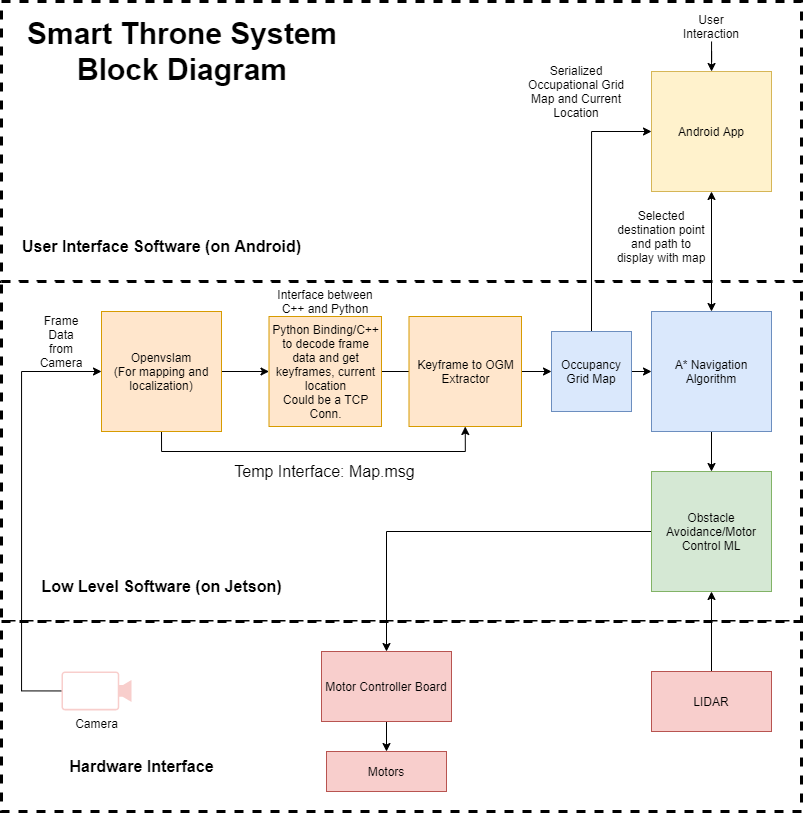 Smart Throne System
Block Diagram
User
Interaction
Serialized
Occupational Grid
Map and Current
Location
Android App
Selected
destination point
and path to
display with map
User Interface Software (on Android)
Frame
Data
from
Camera
Openvslam
(For mapping and
localization)
Interface between
C++ and Python
Python Binding/C++
to decode frame
data and get
keyframes, current
location
Could be a TCP
Conn.
Keyframe to OGM
Extractor
Occupancy
Grid Map
A* Navigation
Algorithm
Temp Interface: Map.msg
Obstacle
Avoidance/Motor
Control ML
Low Level Software (on Jetson)
Camera
Motor Controller Board
LIDAR
Hardware Interface
Motors